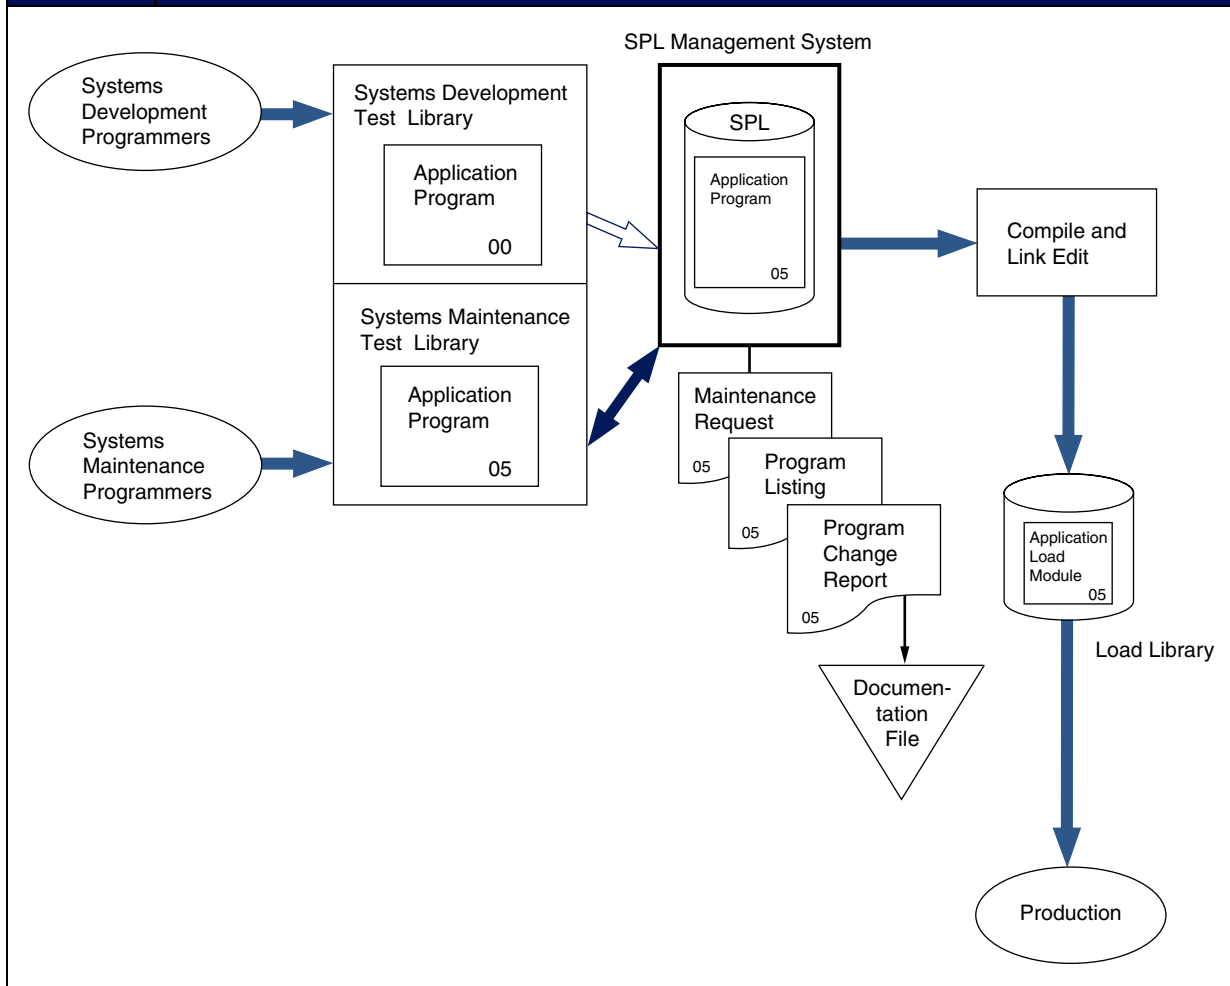 SPL Management System
Systems
Development
Programmers
Systems Development
Test Library
Application
Program
00
SPL
Application
Program
05
Compile and
Link Edit
Systems Maintenance
Test Library
Application
Program
05
Systems
Maintenance
Programmers
Maintenance
Request
05
Program
Listing
05
Program
Change
Report
05
Documen-
tation
File
Application
Load
Module
05
Load Library
Production